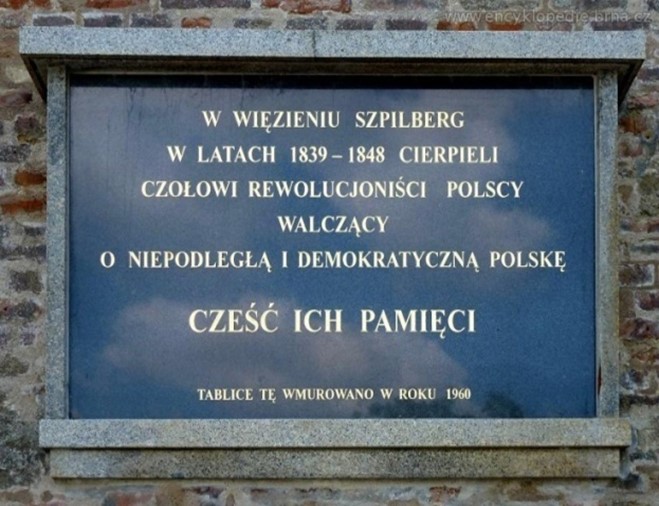 www.encyklopedie.brna.cz
W WIĘZIENIU SZPILBERG
W LATACH 1839 – 1848 CIERPIELI
CZOŁOWI REWOLUCJONIŚCI POLSCY
WALCZĄCY
O NIEPODLEGŁĄ I DEMOKRATYCZNĄ POLSKĘ
CZEŚĆ ICH PAMIĘCI
TABLICE TĘ WMUROWANO W ROKU 1960